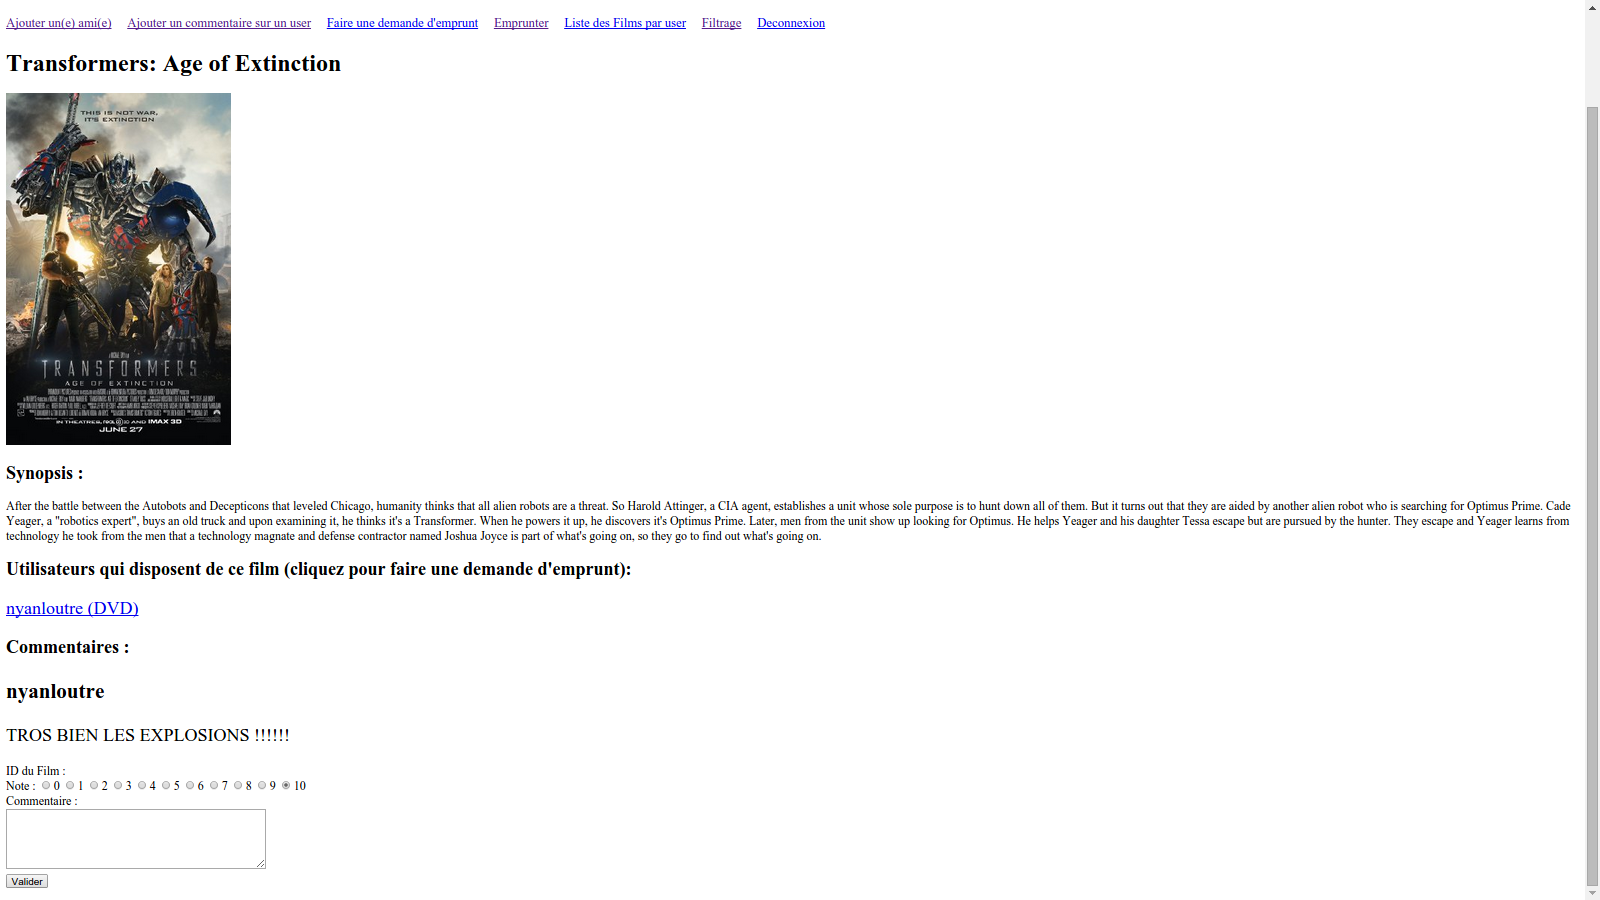 Ajouter un(e) ami(e) Ajouter un commentaire sur un user Faire une demande d'emprunt Emprunter Liste des Films par user Filtrage Deconnexion
Transformers: Age of Extinction
THIS IS NOT WAR,
IT'S EXTINCTION
TRANSFORMERS
AGE OF EXTINCTION
IN THEATRES, REAL D 3D AND IMAX 3D
JUNE 27
Synopsis :
After the battle between the Autobots and Decepticons that leveled Chicago, humanity thinks that all alien robots are a threat. So Harold Attinger, a CIA agent, establishes a unit whose sole purpose is to hunt down all of them. But it turns out that they are aided by another alien robot who is searching for Optimus Prime. Cade
Yeager, a "robotics expert", buys an old truck and upon examining it, he thinks it's a Transformer. When he powers it up, he discovers it's Optimus Prime. Later, men from the unit show up looking for Optimus. He helps Yeager and his daughter Tessa escape but are pursued by the hunter. They escape and Yeager learns from
technology he took from the men that a technology magnate and defense contractor named Joshua Joyce is part of what's going on, so they go to find out what's going on.
Utilisateurs qui disposent de ce film (cliquez pour faire une demande d'emprunt):
nyanloutre (DVD)
Commentaires :
nyanloutre
TROS BIEN LES EXPLOSIONS !!!!!!
ID du Film :
Note : 0 1 2 3 4 5 6 7 8 9 10
Commentaire :
Valider